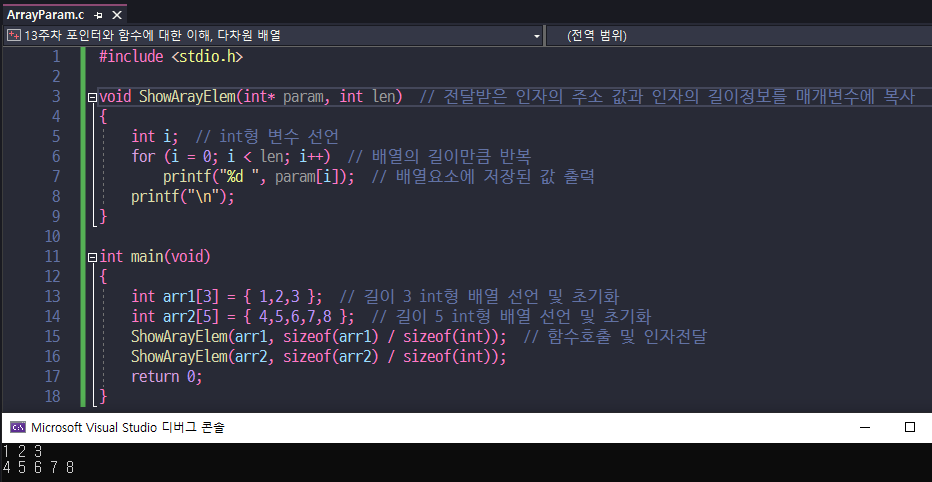 ArrayParam.c
13주차 포인터와 함수에 대한 이해, 다차원 배열 (전역 범위)
1 #include <stdio.h>
2
3 void ShowArayElem(int* param, int len)  // 전달받은 인자의 주소 값과 인자의 길이정보를 매개변수에 복사
4 {
5     int i;  // int형 변수 선언
6     for (i = 0; i < len; i++)  // 배열의 길이만큼 반복
7         printf("%d ", param[i]);  // 배열요소에 저장된 값 출력
8     printf("\n");
9 }
10
11 int main(void)
12 {
13     int arr1[3] = { 1,2,3 };  // 길이 3 int형 배열 선언 및 초기화
14     int arr2[5] = { 4,5,6,7,8 };  // 길이 5 int형 배열 선언 및 초기화
15     ShowArayElem(arr1, sizeof(arr1) / sizeof(int));  // 함수호출 및 인자전달
16     ShowArayElem(arr2, sizeof(arr2) / sizeof(int));
17     return 0;
18 }
Microsoft Visual Studio 디버그 콘솔
1 2 3
4 5 6 7 8